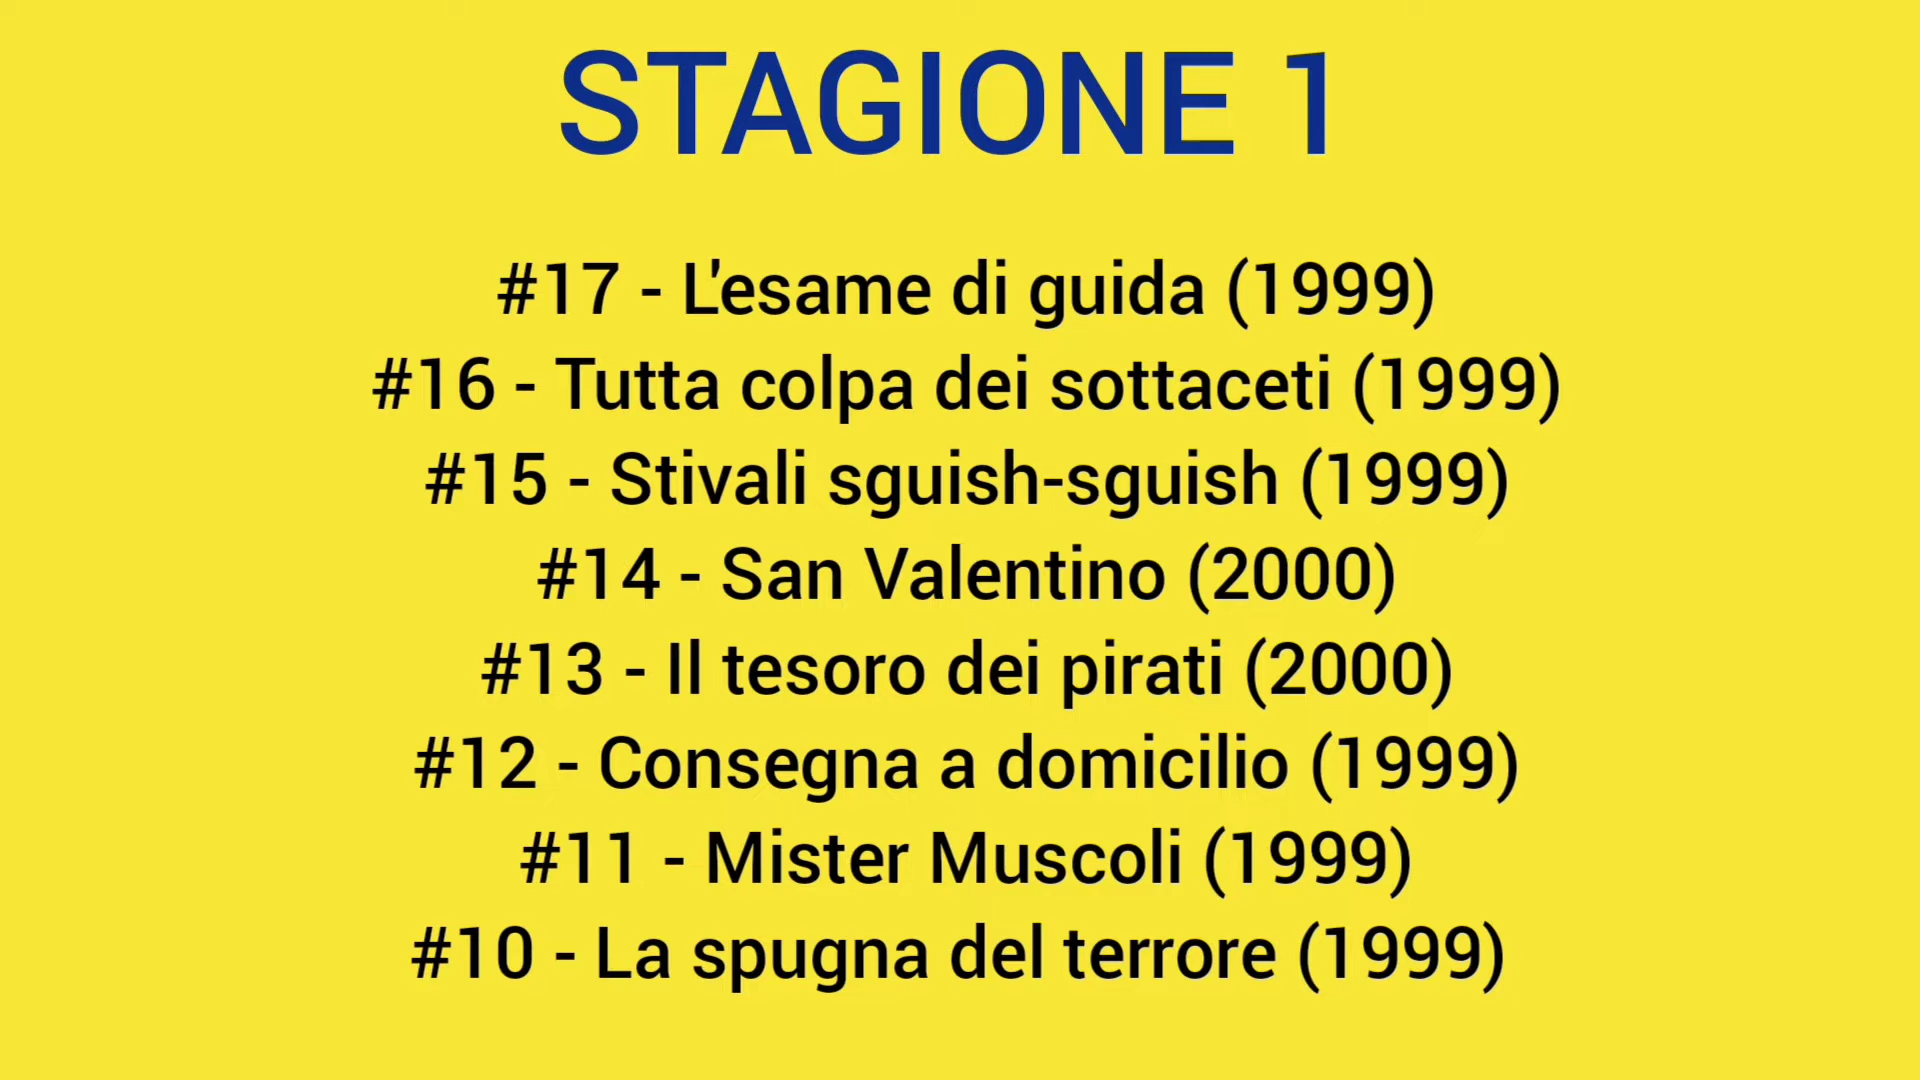 STAGIONE 1
#17 - L'esame di guida (1999)
#16 - Tutta colpa dei sottaceti (1999)
#15 - Stivali sguish-sguish (1999)
#14 - San Valentino (2000)
#13 - Il tesoro dei pirati (2000)
#12 - Consegna a domicilio (1999)
#11 - Mister Muscoli (1999)
#10 - La spugna del terrore (1999)